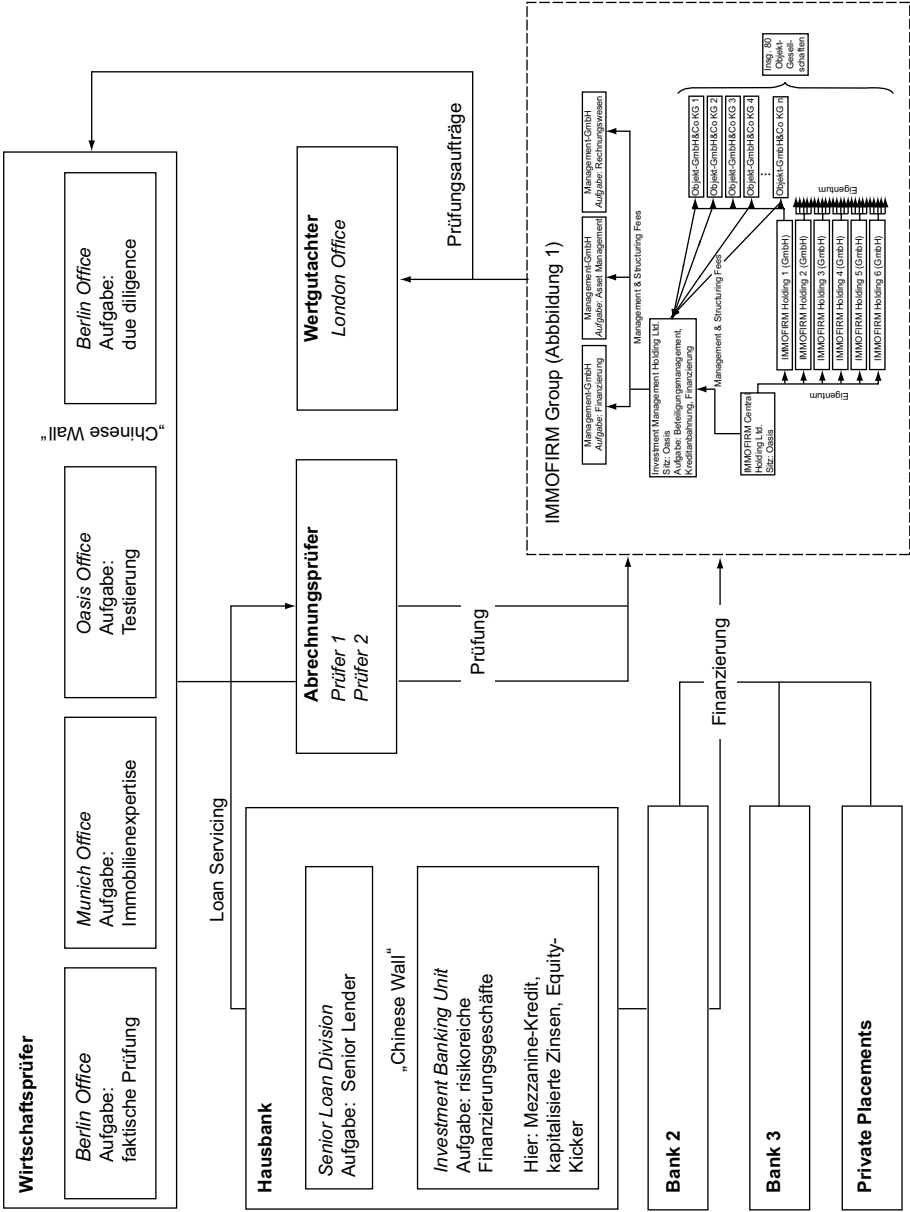 Wirtschaftsprüfer
Berlin Office
Aufgabe:
faktische Prüfung
Munich Office
Aufgabe:
Immobilienexpertise
Oasis Office
Aufgabe:
Testierung
„Chinese Wall“
Berlin Office
Aufgabe:
due diligence
Loan Servicing
Hausbank
Senior Loan Division
Aufgabe: Senior Lender
„Chinese Wall“
Investment Banking Unit
Aufgabe: risikoreiche
Finanzierungsgeschäfte
Hier: Mezzanine-Kredit,
kapitalisierte Zinsen, Equity-
Kicker
Abrechnungsprüfer
Prüfer 1
Prüfer 2
Prüfung
Wertgutachter
London Office
Prüfungsaufträge
Bank 2
Bank 3
Private Placements
Finanzierung
IMMOFIRM Group (Abbbildung 1)
Management-GmbH
Aufgabe: Finanzierung
Management-GmbH
Aufgabe: Asset Management
Management-GmbH
Aufgabe: Rechnungswesen
Management & Structuring Fees
Investment Management Holding Ltd.
Sitz: Oasis
Aufgabe: Beteiligungsmanagement,
Kreditanbahnung, Finanzierung
Management & Structuring Fees
IMMOFIRM Central
Holding Ltd.
Sitz: Oasis
Eigentum
IMMOFIRM Holding 1 (GmbH)
IMMOFIRM Holding 2 (GmbH)
IMMOFIRM Holding 3 (GmbH)
IMMOFIRM Holding 4 (GmbH)
IMMOFIRM Holding 5 (GmbH)
IMMOFIRM Holding 6 (GmbH)
Eigentum
Objekt-GmbH&Co KG 1
Objekt-GmbH&Co KG 2
Objekt-GmbH&Co KG 3
Objekt-GmbH&Co KG 4
......
Objekt-GmbH&Co KG n
Insg. 80
Objekt-
Gesell-
schaften